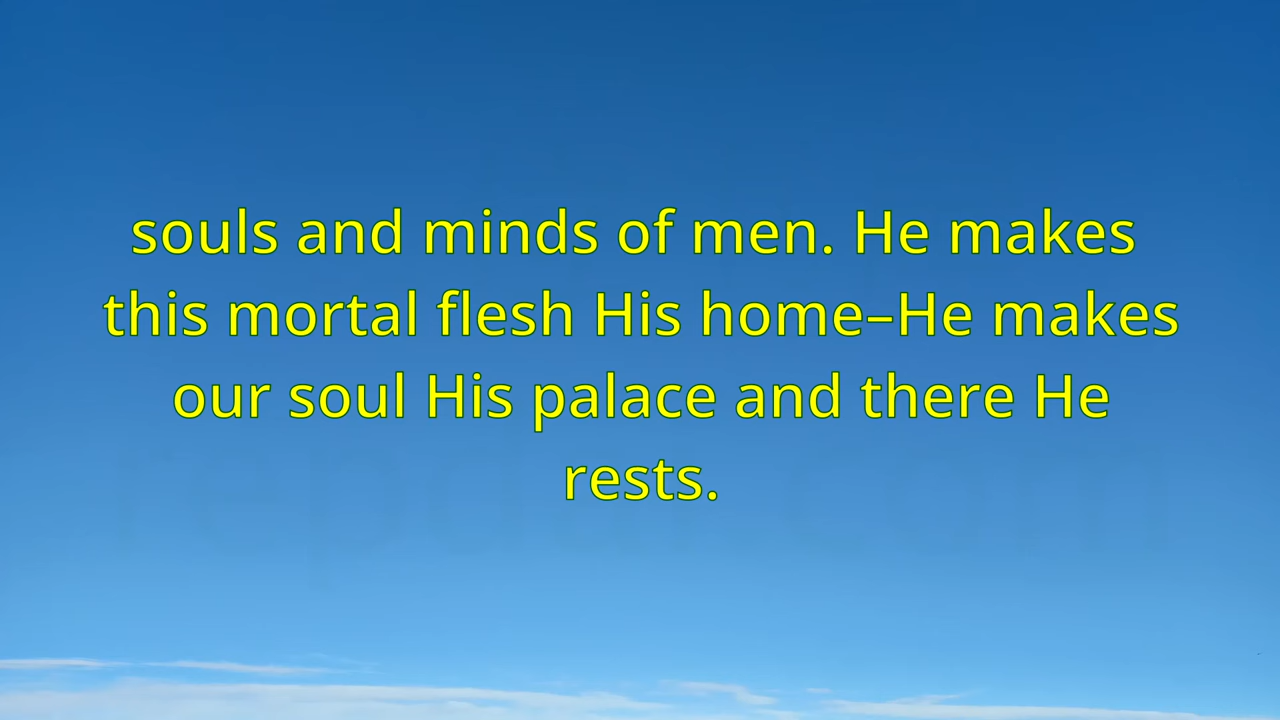 souls and minds of men. He makes
this mortal flesh His home–He makes
our soul His palace and there He
rests.